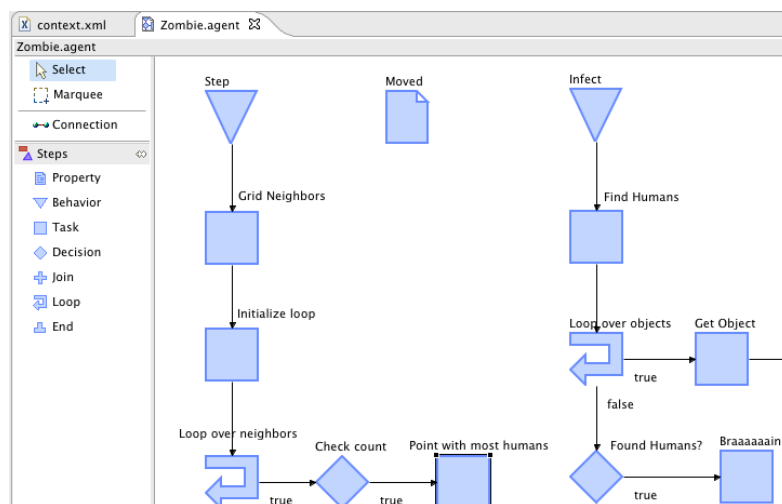 context.xml
Zombie.agent
Zombie.agent
Select
Marquee
Connection
Steps
Property
Behavior
Task
Decision
Join
Loop
End
Step
Moved
Infect
Grid Neighbors
Find Humans
Initialize loop
Loop over objects
Get Object
true
false
Loop over neighbors
Check count
Point with most humans
Found Humans?
Braaaaaain
true
true
true